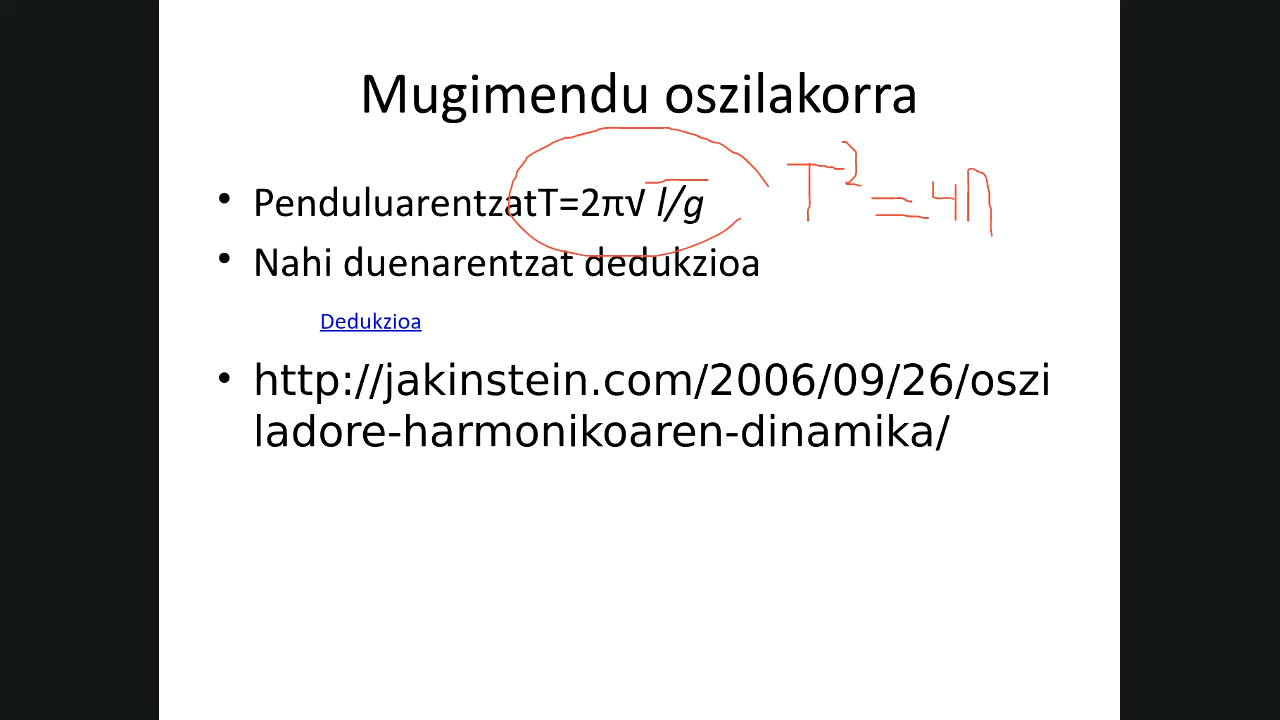 Mugimendu oszilakorra
• PenduluarentzatT=2π√ l/g
T² = 4π
• Nahi duenarentzat dedukzioa
Dedukzioa
• http://jakinstein.com/2006/09/26/oszi
ladore-harmonikoaren-dinamika/